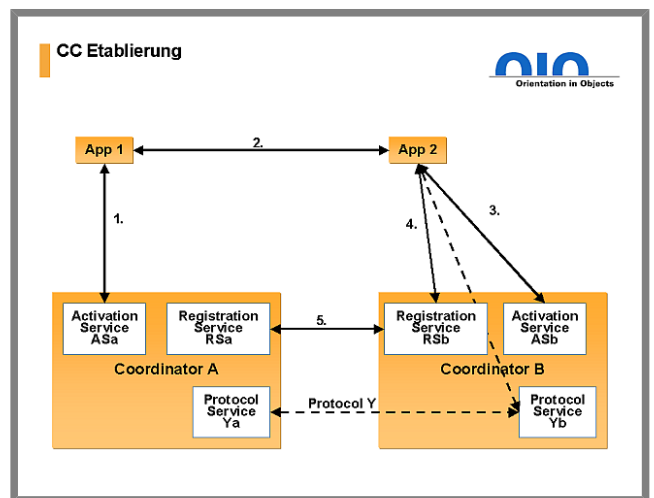 CC Etablierung
Orientation in Objects
App 1
2.
App 2
1.
4.
3.
Activation
Service
ASa
Registration
Service
RSa
5.
Registration
Service
RSb
Activation
Service
ASb
Coordinator A
Coordinator B
Protocol
Service
Ya
Protocol Y
Protocol
Service
Yb